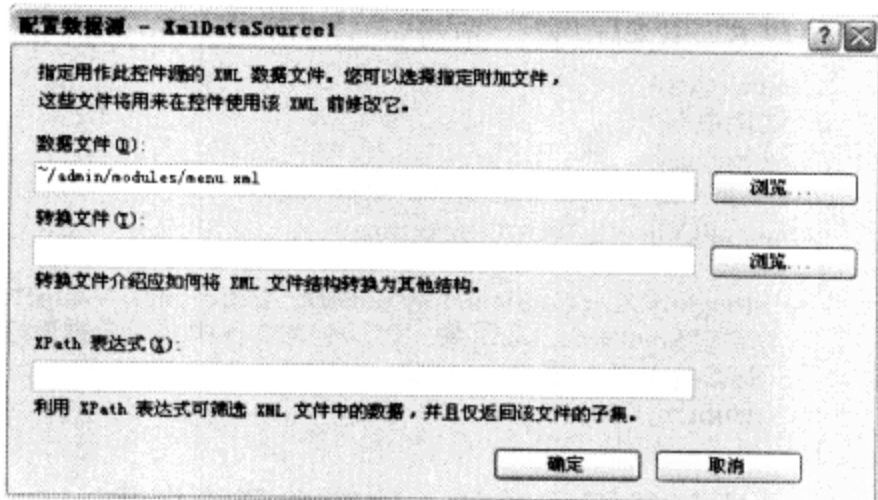 配置数据源 - XmlDataSource1
指定用作此控件源的 XML 数据文件。您可以选择指定附加文件，
这些文件将用来在控件使用该 XML 前修改它。
数据文件(D):
~/admin/modules/menu.xml
浏览...
转换文件(T):
浏览...
转换文件介绍应如何将 XML 文件结构转换为其他结构。
XPath 表达式(X):
利用 XPath 表达式可筛选 XML 文件中的数据，并且仅返回该文件的子集。
确定
取消